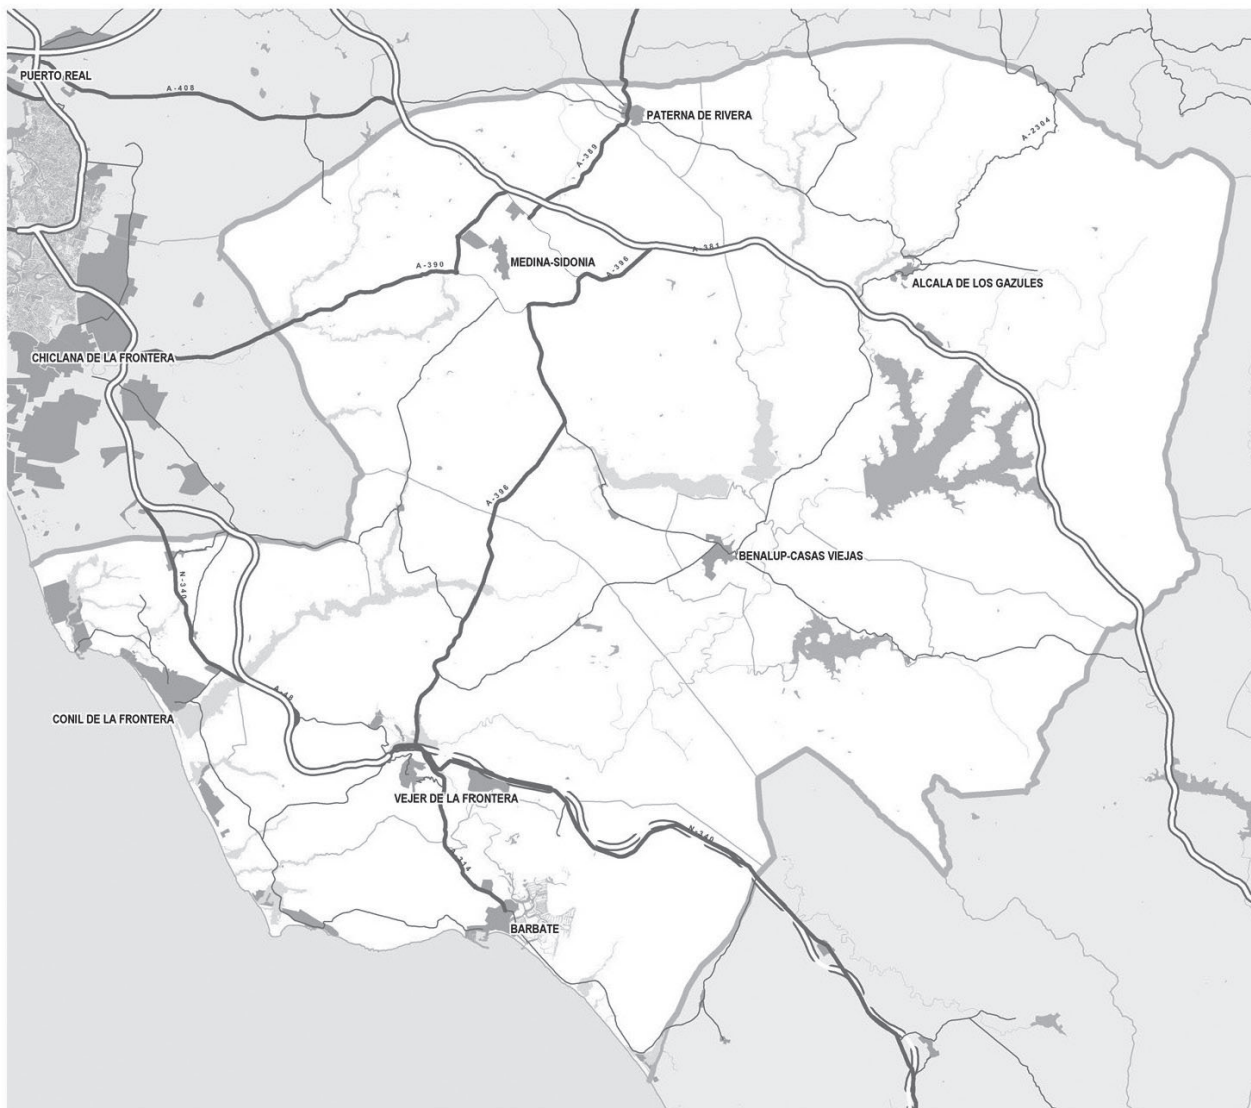 PUERTO REAL
A-408
PATERNA DE RIVERA
A-2304
A-389
MEDINA-SIDONIA
A-381
A-390
A-396
ALCALA DE LOS GAZULES
CHICLANA DE LA FRONTERA
A-396
BENALUP-CASAS VIEJAS
N-340
A-48
CONIL DE LA FRONTERA
VEJER DE LA FRONTERA
N-340
A-314
BARBATE